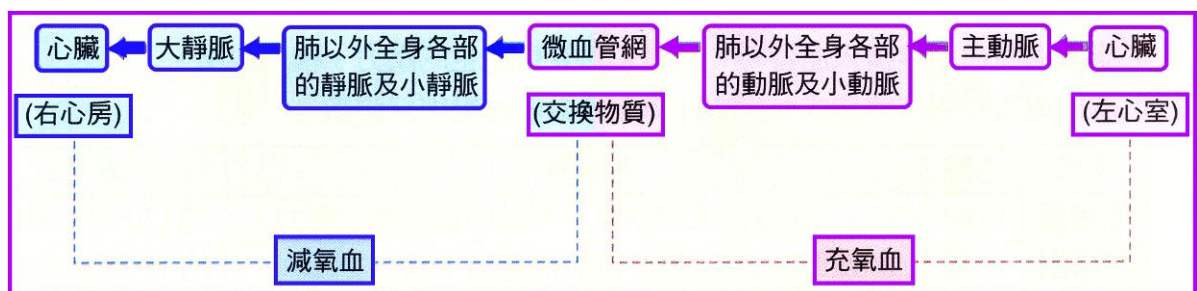 心臟
大靜脈
肺以外全身各部
的靜脈及小靜脈
微血管網
肺以外全身各部
的動脈及小動脈
主動脈
心臟
(右心房)
(交換物質)
(左心室)
減氧血
充氧血